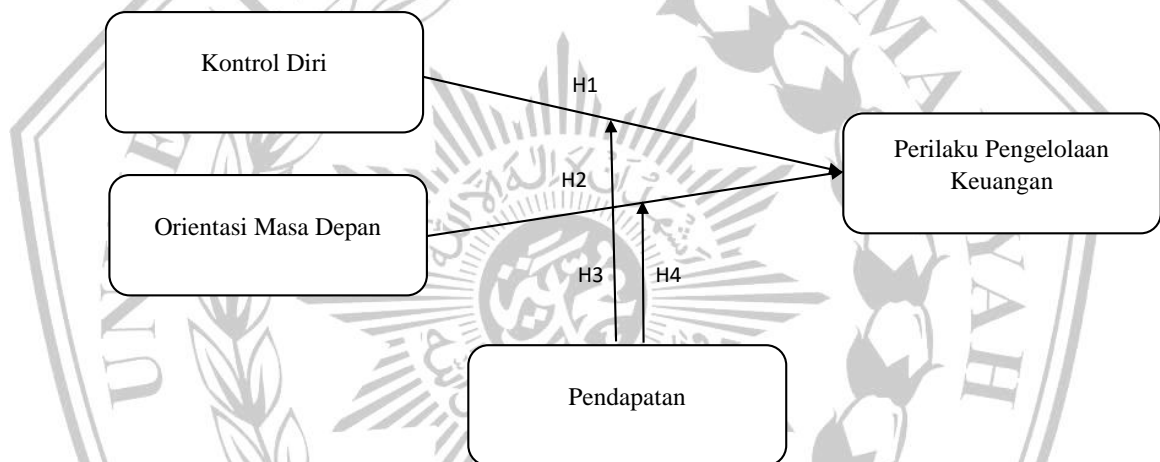 Kontrol Diri
H1
Perilaku Pengelolaan
Keuangan
H2
Orientasi Masa Depan
H3
H4
Pendapatan